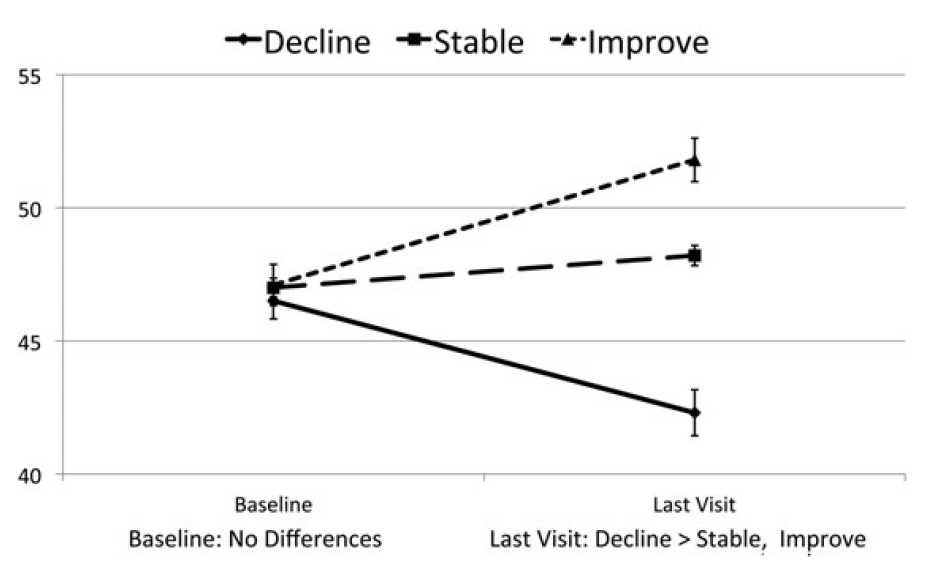 Decline Stable Improve
55
50
45
40
Baseline Last Visit
Baseline: No Differences Last Visit: Decline > Stable, Improve